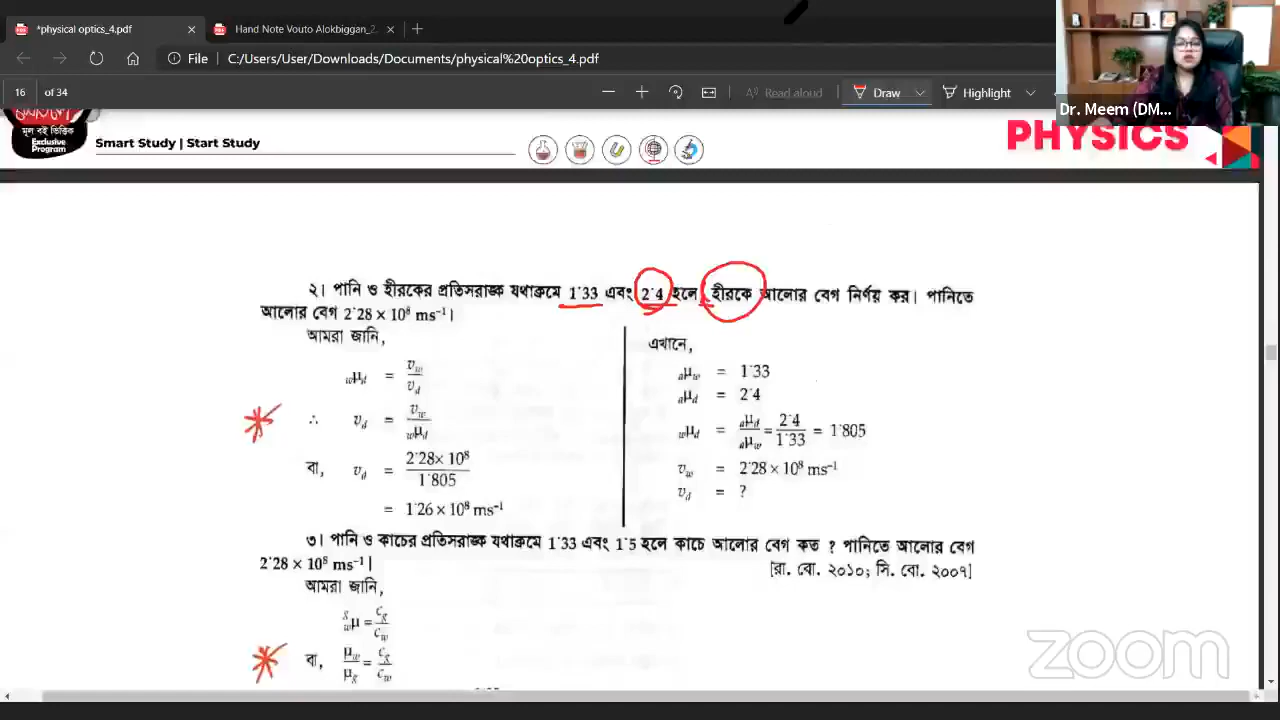 *physical optics_4.pdf
Hand Note Vouto Alokbiggan_2.
File C:/Users/User/Downloads/Documents/physical%20optics_4.pdf
16 of 34
Read aloud
Draw
Highlight
Dr. Meem (DM...
মূল বই ভিত্তিক
Exclusive
Program
Smart Study | Start Study
PHYSICS
২। পানি ও হীরকের প্রতিসরাঙ্ক যথাক্রমে 1·33 এবং 2·4 হলে হীরকে আলোর বেগ নির্ণয় কর। পানিতে
আলোর বেগ 2·28 × 10⁸ ms⁻¹।
আমরা জানি,
wμd = vw/vd
∴ vd = vw/wμd
বা, vd = 2·28× 10⁸/1·805
= 1·26 × 10⁸ ms⁻¹
এখানে,
aμw = 1·33
aμd = 2·4
wμd = aμd/aμw = 2·4/1·33 = 1·805
vw = 2·28 × 10⁸ ms⁻¹
vd = ?
৩। পানি ও কাচের প্রতিসরাঙ্ক যথাক্রমে 1·33 এবং 1·5 হলে কাচে আলোর বেগ কত ? পানিতে আলোর বেগ
2·28 × 10⁸ ms⁻¹।
[রা. বো. ২০১০; সি. বো. ২০০৭]
আমরা জানি,
gwμ = cg/cw
বা, μw/μg = cg/cw
zoom